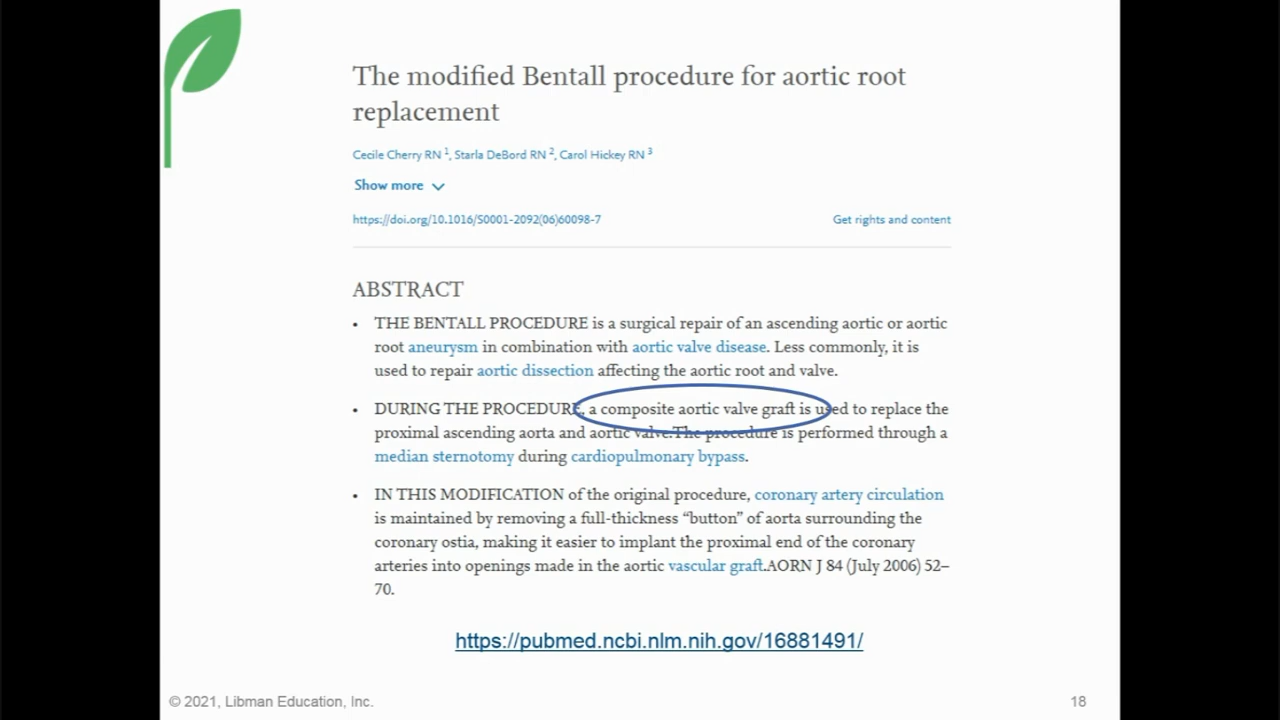 The modified Bentall procedure for aortic root
replacement
Cecile Cherry RN 1, Starla DeBord RN 2, Carol Hickey RN 3
Show more
https://doi.org/10.1016/S0001-2092(06)60098-7
Get rights and content
ABSTRACT
• THE BENTALL PROCEDURE is a surgical repair of an ascending aortic or aortic
root aneurysm in combination with aortic valve disease. Less commonly, it is
used to repair aortic dissection affecting the aortic root and valve.
• DURING THE PROCEDURE, a composite aortic valve graft is used to replace the
proximal ascending aorta and aortic valve.The procedure is performed through a
median sternotomy during cardiopulmonary bypass.
• IN THIS MODIFICATION of the original procedure, coronary artery circulation
is maintained by removing a full-thickness “button” of aorta surrounding the
coronary ostia, making it easier to implant the proximal end of the coronary
arteries into openings made in the aortic vascular graft.AORN J 84 (July 2006) 52–
70.
https://pubmed.ncbi.nlm.nih.gov/16881491/
© 2021, Libman Education, Inc.
18